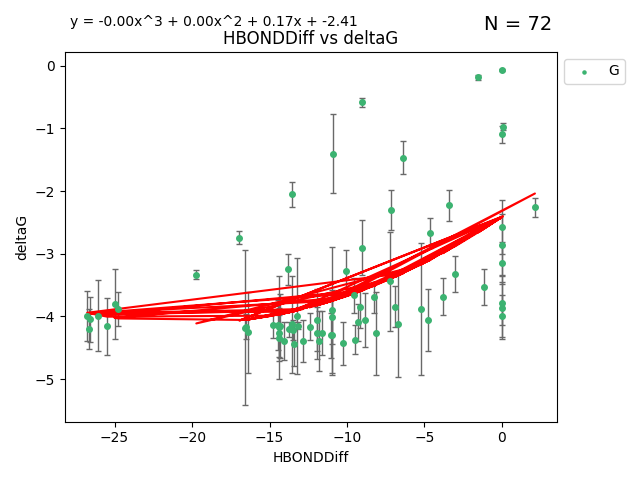 y = -0.00x^3 + 0.00x^2 + 0.17x + -2.41
N = 72
HBONDDiff vs deltaG
G
0
−1
−2
−3
−4
−5
deltaG
−25 −20 −15 −10 −5 0
HBONDDiff